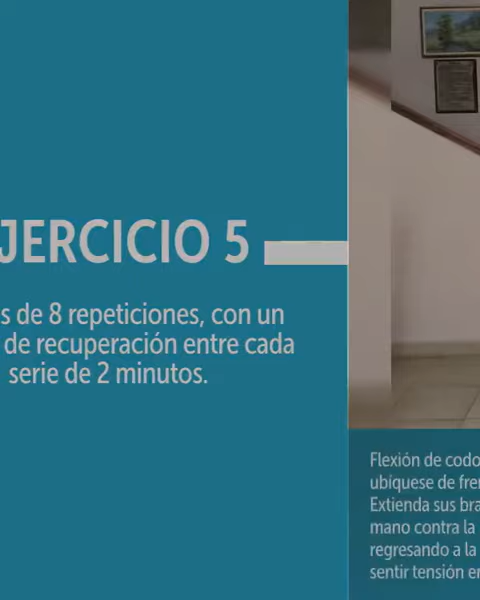 JERCICIO 5
s de 8 repeticiones, con un
de recuperación entre cada
serie de 2 minutos.
Flexión de codo
ubíquese de fre
Extienda sus bra
mano contra la
regresando a la
sentir tensión e